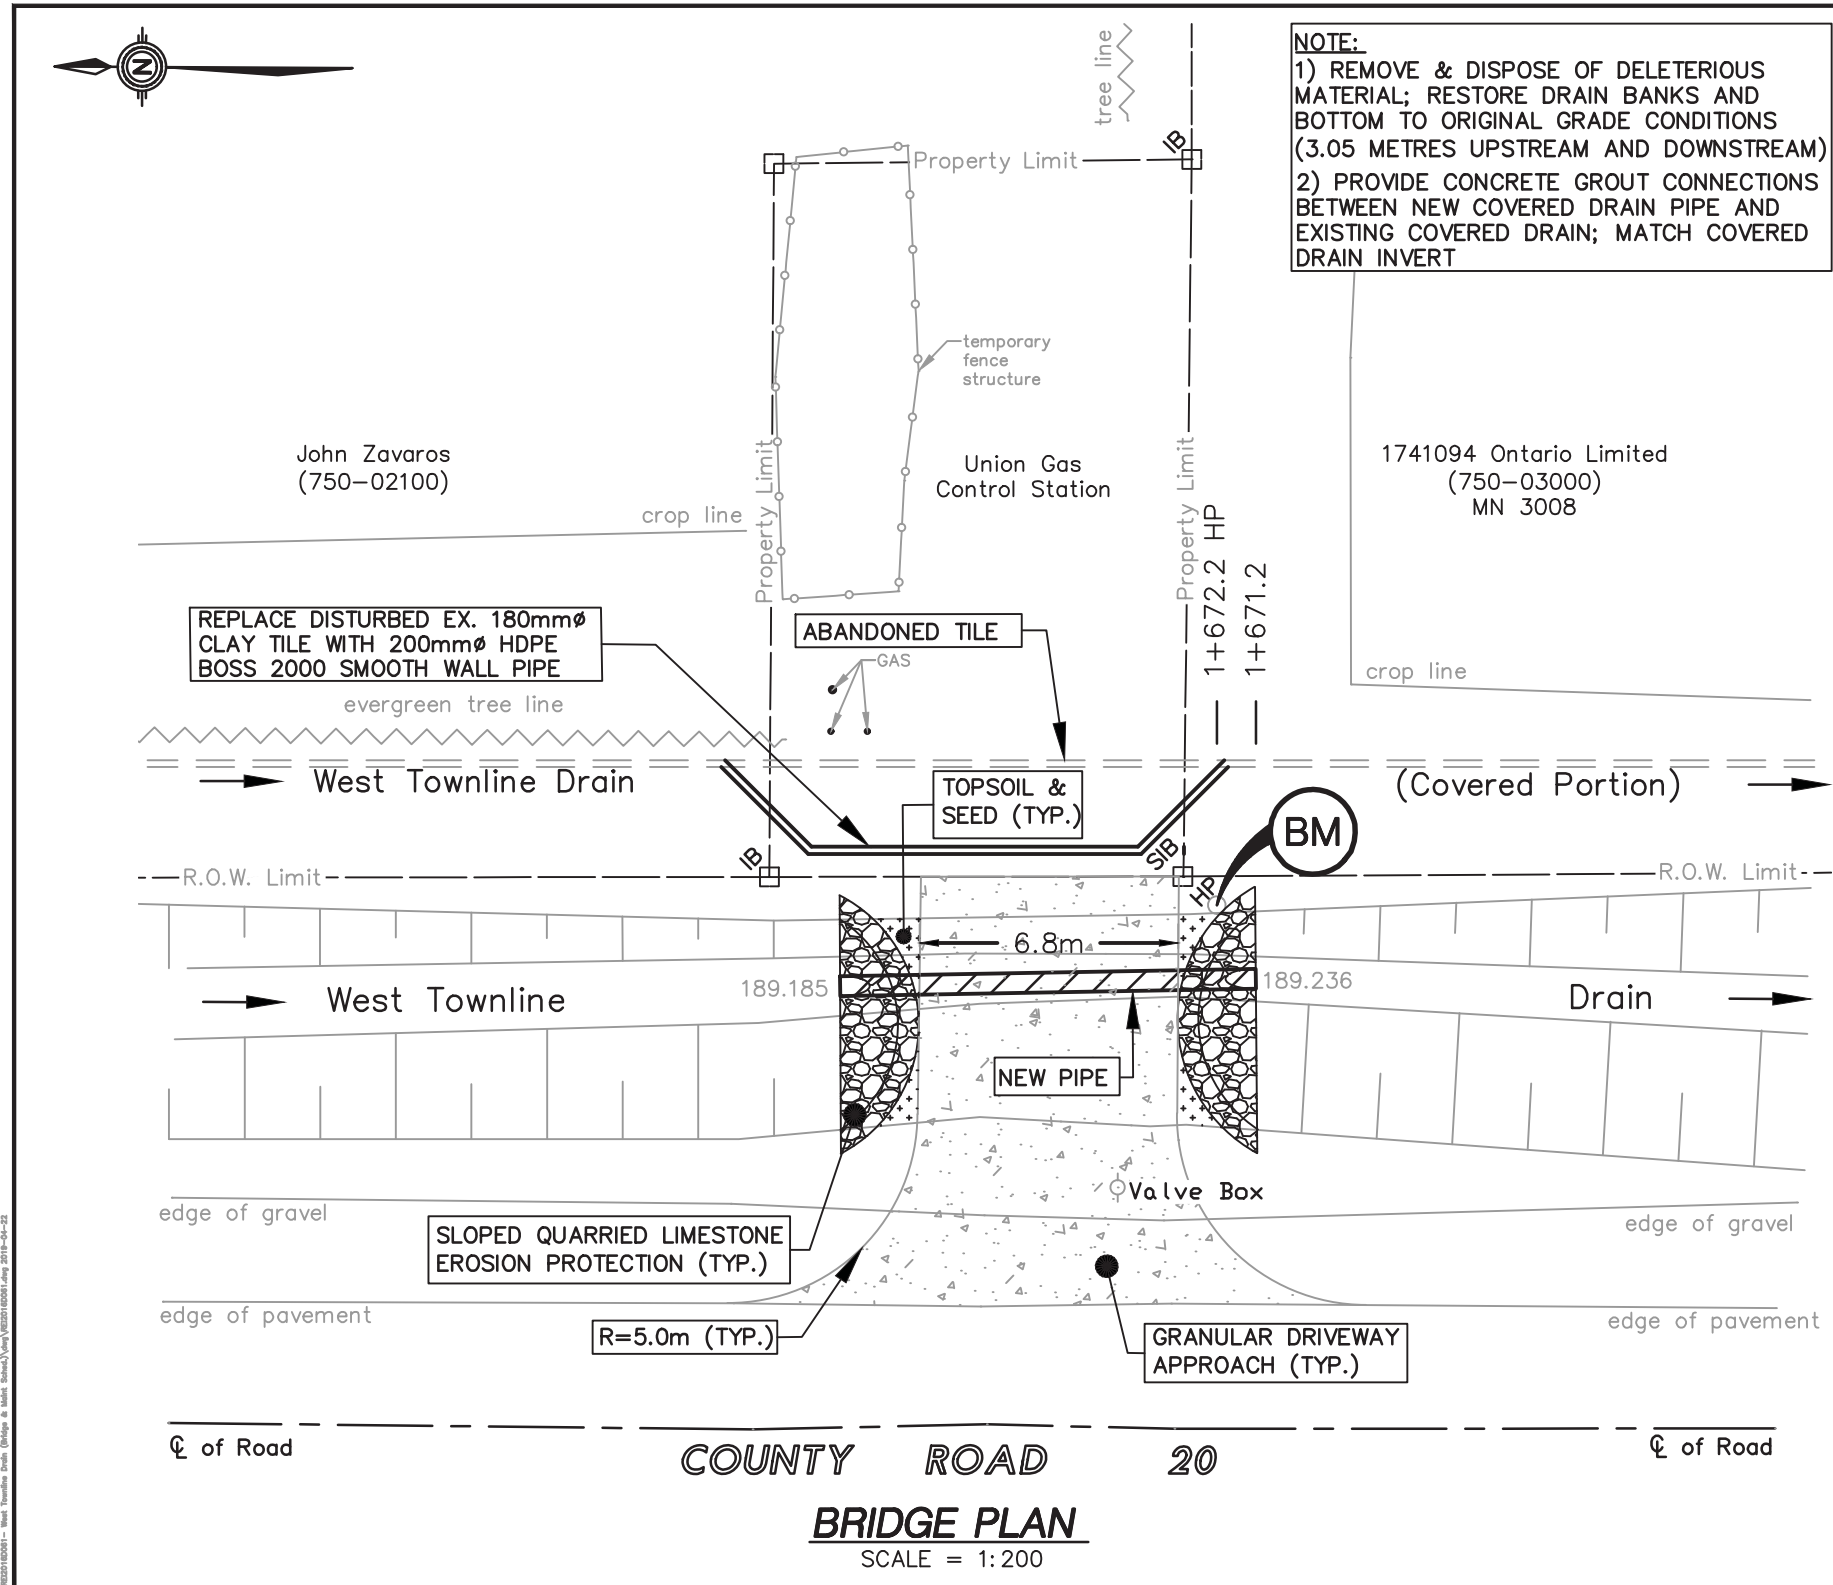 N
NOTE:
1) REMOVE & DISPOSE OF DELETERIOUS
MATERIAL; RESTORE DRAIN BANKS AND
BOTTOM TO ORIGINAL GRADE CONDITIONS
(3.05 METRES UPSTREAM AND DOWNSTREAM)
2) PROVIDE CONCRETE GROUT CONNECTIONS
BETWEEN NEW COVERED DRAIN PIPE AND
EXISTING COVERED DRAIN; MATCH COVERED
DRAIN INVERT
tree line
IB
Property Limit
temporary
fence
structure
John Zavaros
(750-02100)
Union Gas
Control Station
1741094 Ontario Limited
(750-03000)
MN 3008
crop line
Property Limit
Property Limit
1+672.2 HP
1+671.2
REPLACE DISTURBED EX. 180mmø
CLAY TILE WITH 200mmø HDPE
BOSS 2000 SMOOTH WALL PIPE
ABANDONED TILE
GAS
crop line
evergreen tree line
West Townline Drain
TOPSOIL &
SEED (TYP.)
(Covered Portion)
BM
IB
SIB
HP
R.O.W. Limit
R.O.W. Limit
6.8m
189.185
189.236
West Townline
Drain
NEW PIPE
Valve Box
edge of gravel
edge of gravel
SLOPED QUARRIED LIMESTONE
EROSION PROTECTION (TYP.)
edge of pavement
edge of pavement
R=5.0m (TYP.)
GRANULAR DRIVEWAY
APPROACH (TYP.)
℄ of Road
℄ of Road
COUNTY ROAD 20
BRIDGE PLAN
SCALE = 1:200